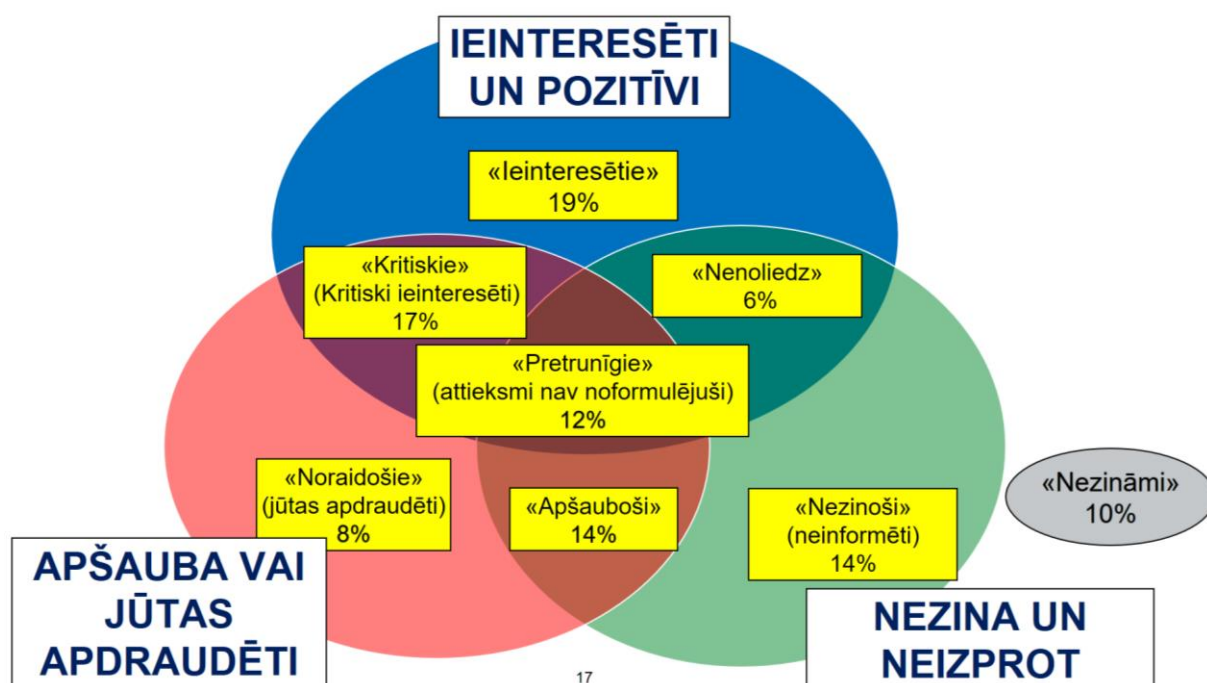 IEINTERESĒTI
UN POZITĪVI
«Ieinteresētie»
19%
«Kritiskie»
(Kritiski ieinteresēti)
17%
«Nenoliedz»
6%
«Pretrunīgie»
(attieksmi nav noformulējuši)
12%
«Noraidošie»
(jūtas apdraudēti)
8%
«Apšauboši»
14%
«Nezinoši»
(neinformēti)
14%
«Nezināmi»
10%
APŠAUBA VAI
JŪTAS
APDRAUDĒTI
NEZINA UN
NEIZPROT
17